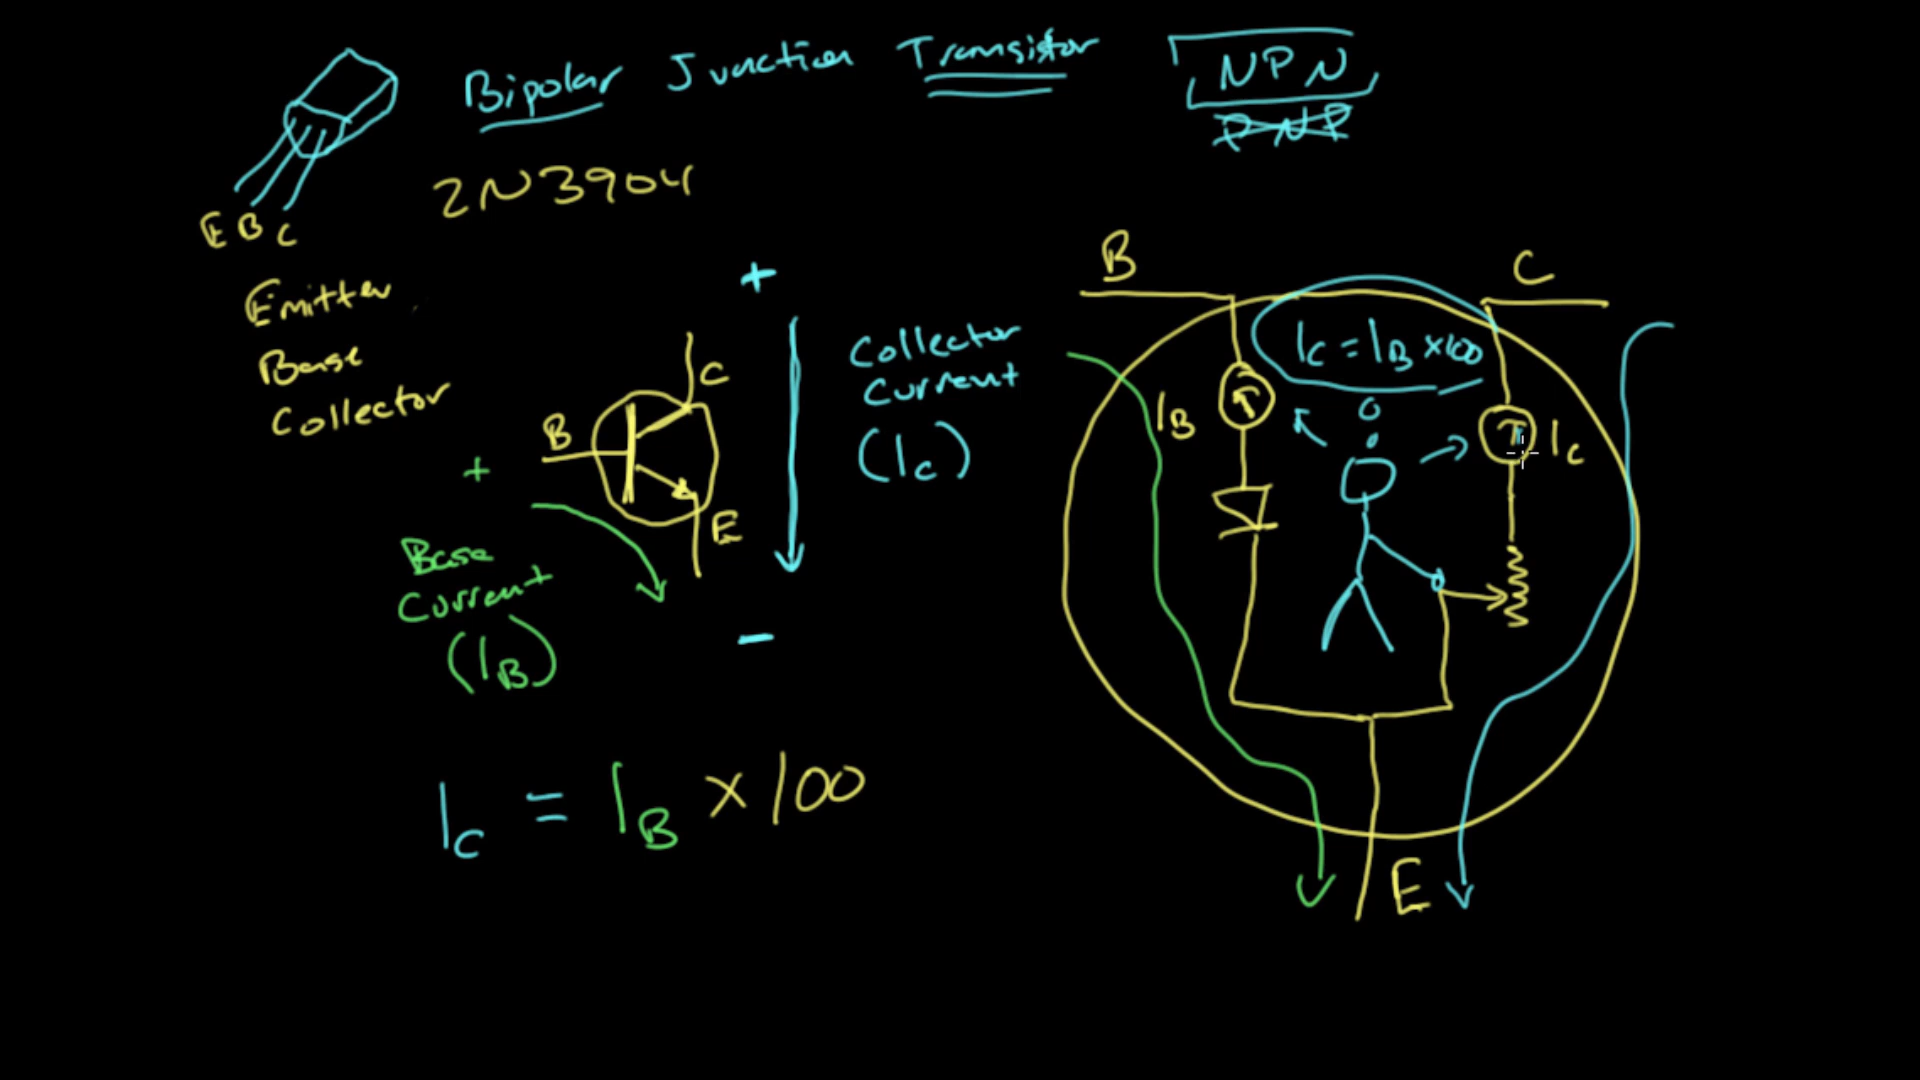 Bipolar Junction Transistor
NPN
PNP
2N3904
E B C
Emitter
Base
Collector
+
C
B
E
Collector
Current
(IC)
+
Base
Current
(IB)
-
IC = IB x 100
B
C
IC = IB x 100
IB
IC
E